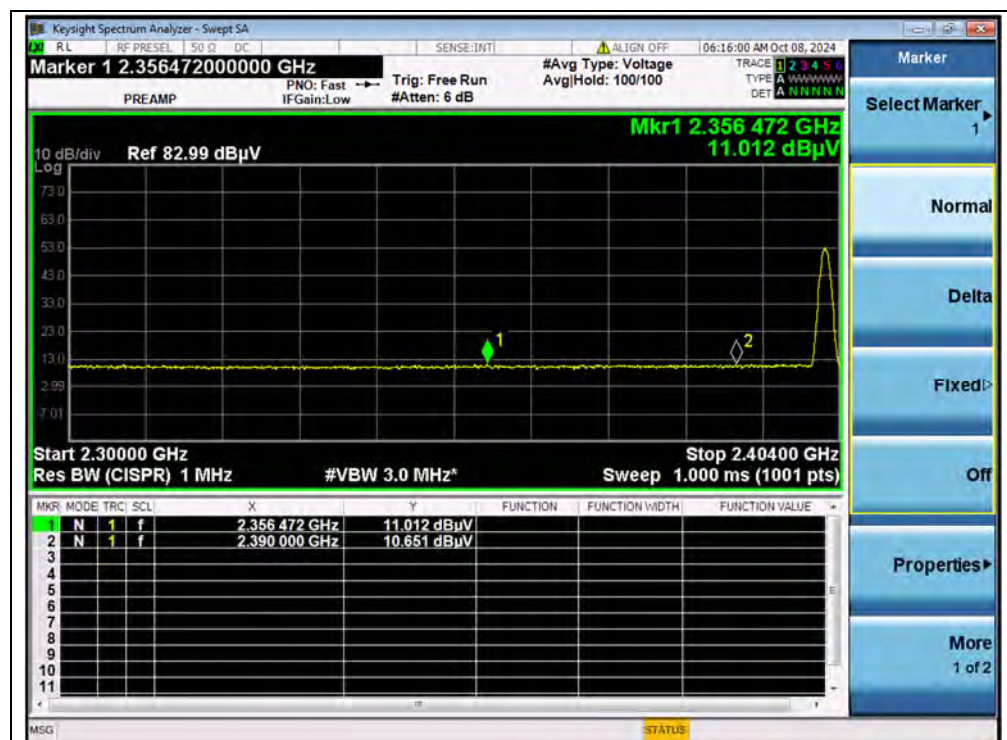 Keysight Spectrum Analyzer - Swept SA
LXI RL RF PRESEL 50 Ω DC SENSE:INT ALIGN OFF 06:16:00 AM Oct 08, 2024
Marker 1 2.356472000000 GHz
PREAMP
PNO: Fast
IFGain:Low
Trig: Free Run
#Atten: 6 dB
#Avg Type: Voltage
Avg|Hold: 100/100
TRACE 1 2 3 4 5 6
TYPE A WWWWW
DET A N N N N N
Mkr1 2.356 472 GHz
11.012 dBµV
10 dB/div Ref 82.99 dBµV
Log
73.0
63.0
53.0
43.0
33.0
23.0
13.0
2.99
-7.01
1
2
Start 2.30000 GHz Stop 2.40400 GHz
Res BW (CISPR) 1 MHz #VBW 3.0 MHz* Sweep 1.000 ms (1001 pts)
MKR MODE TRC SCL X Y FUNCTION FUNCTION WIDTH FUNCTION VALUE
1 N 1 f 2.356 472 GHz 11.012 dBµV
2 N 1 f 2.390 000 GHz 10.651 dBµV
3
4
5
6
7
8
9
10
11
MSG STATUS
Marker
Select Marker
1
Normal
Delta
Fixed
Off
Properties
More
1 of 2